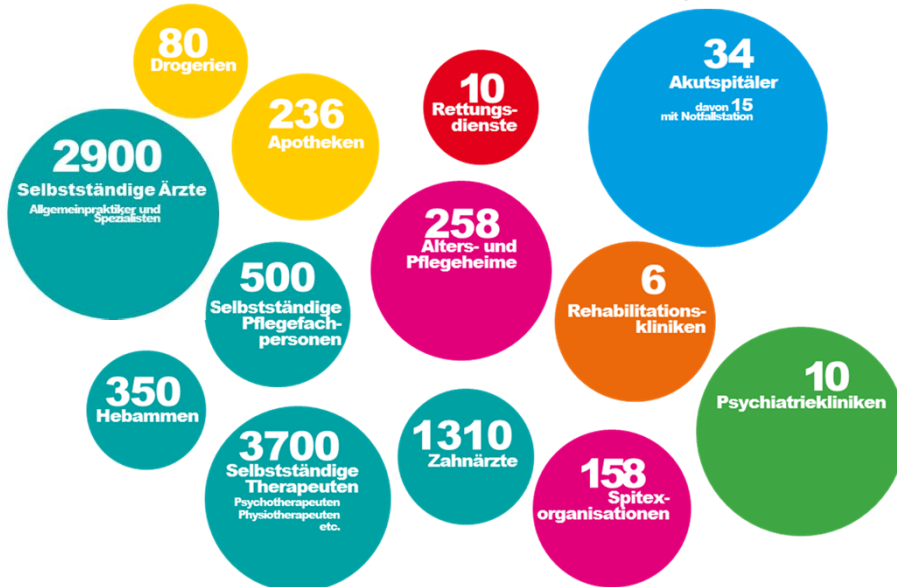 80
Drogerien
236
Apotheken
10
Rettungs-
dienste
34
Akutspitäler
davon 15
mit Notfallstation
2900
Selbstständige Ärzte
Allgemeinpraktiker und
Spezialisten
258
Alters- und
Pflegeheime
500
Selbstständige
Pflegefach-
personen
6
Rehabilitations-
kliniken
350
Hebammen
10
Psychiatriekliniken
3700
Selbstständige
Therapeuten
Psychotherapeuten
Physiotherapeuten
etc.
1310
Zahnärzte
158
Spitex-
organisationen